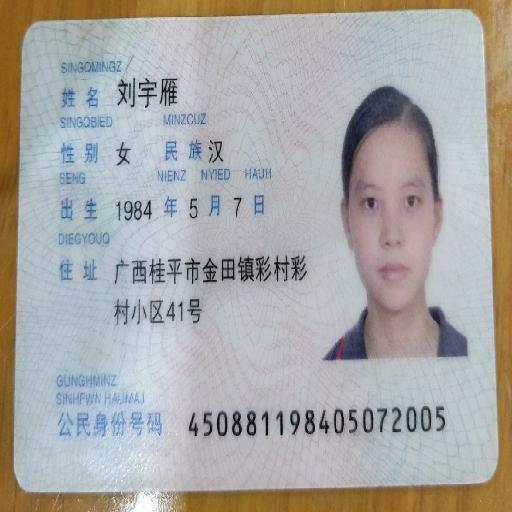 SINGQMINGZ
姓名 刘宇雁
SINGQBIED MINZCUZ
性别 女 民族 汉
SENG NIENZ NYIED HAUH
出生 1984 年 5 月 7 日
DIEGYOUQ
住址 广西桂平市金田镇彩村彩
村小区41号
GUNGHMINZ
SINHFWN HAUMAJ
公民身份号码 450881198405072005